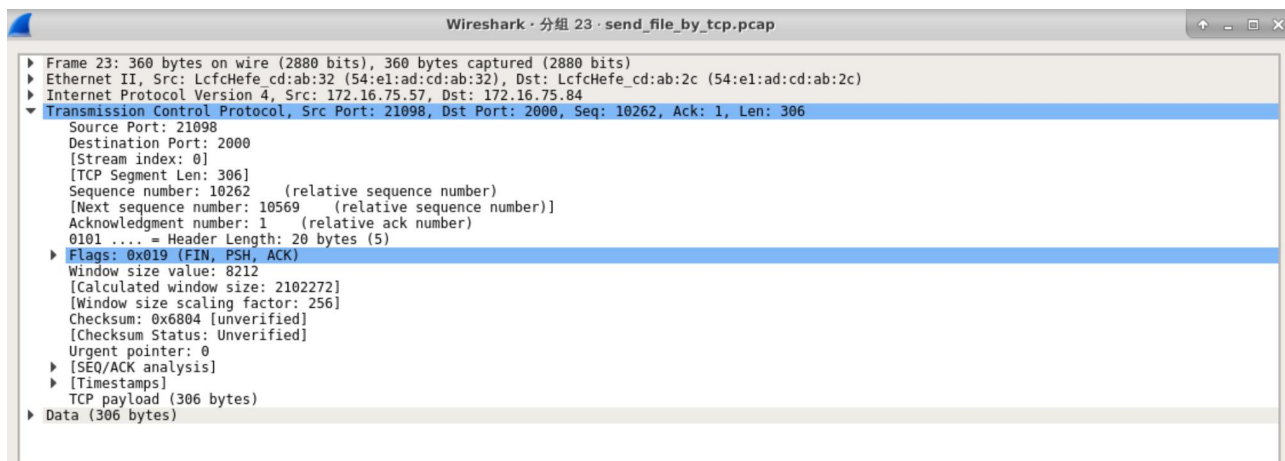 Wireshark · 分组 23 · send_file_by_tcp.pcap
Frame 23: 360 bytes on wire (2880 bits), 360 bytes captured (2880 bits)
Ethernet II, Src: LcfcHefe_cd:ab:32 (54:e1:ad:cd:ab:32), Dst: LcfcHefe_cd:ab:2c (54:e1:ad:cd:ab:2c)
Internet Protocol Version 4, Src: 172.16.75.57, Dst: 172.16.75.84
Transmission Control Protocol, Src Port: 21098, Dst Port: 2000, Seq: 10262, Ack: 1, Len: 306
Source Port: 21098
Destination Port: 2000
[Stream index: 0]
[TCP Segment Len: 306]
Sequence number: 10262    (relative sequence number)
[Next sequence number: 10569    (relative sequence number)]
Acknowledgment number: 1    (relative ack number)
0101 .... = Header Length: 20 bytes (5)
Flags: 0x019 (FIN, PSH, ACK)
Window size value: 8212
[Calculated window size: 2102272]
[Window size scaling factor: 256]
Checksum: 0x6804 [unverified]
[Checksum Status: Unverified]
Urgent pointer: 0
[SEQ/ACK analysis]
[Timestamps]
TCP payload (306 bytes)
Data (306 bytes)